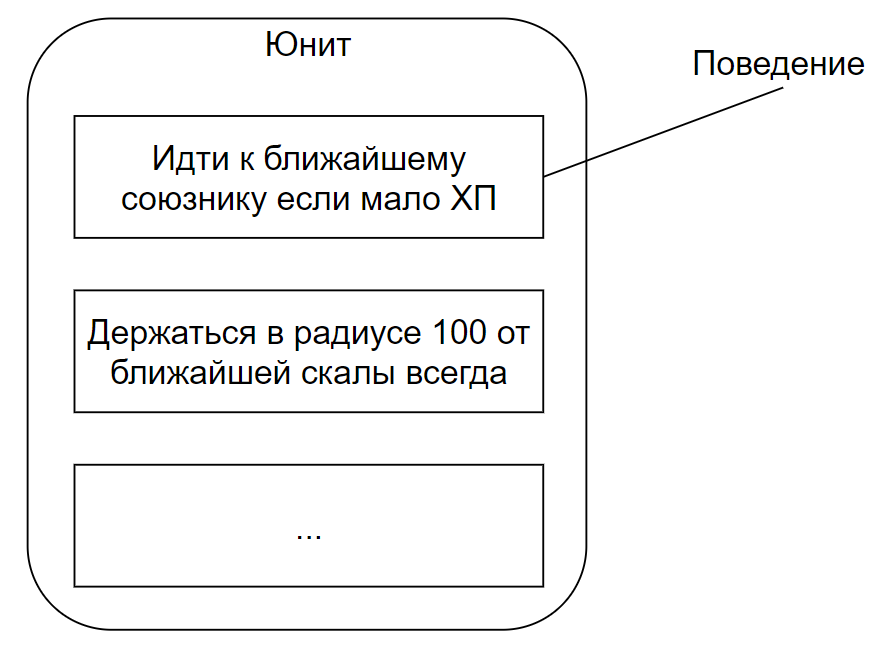 Юнит
Поведение
Идти к ближайшему
союзнику если мало ХП
Держаться в радиусе 100 от
ближайшей скалы всегда
...